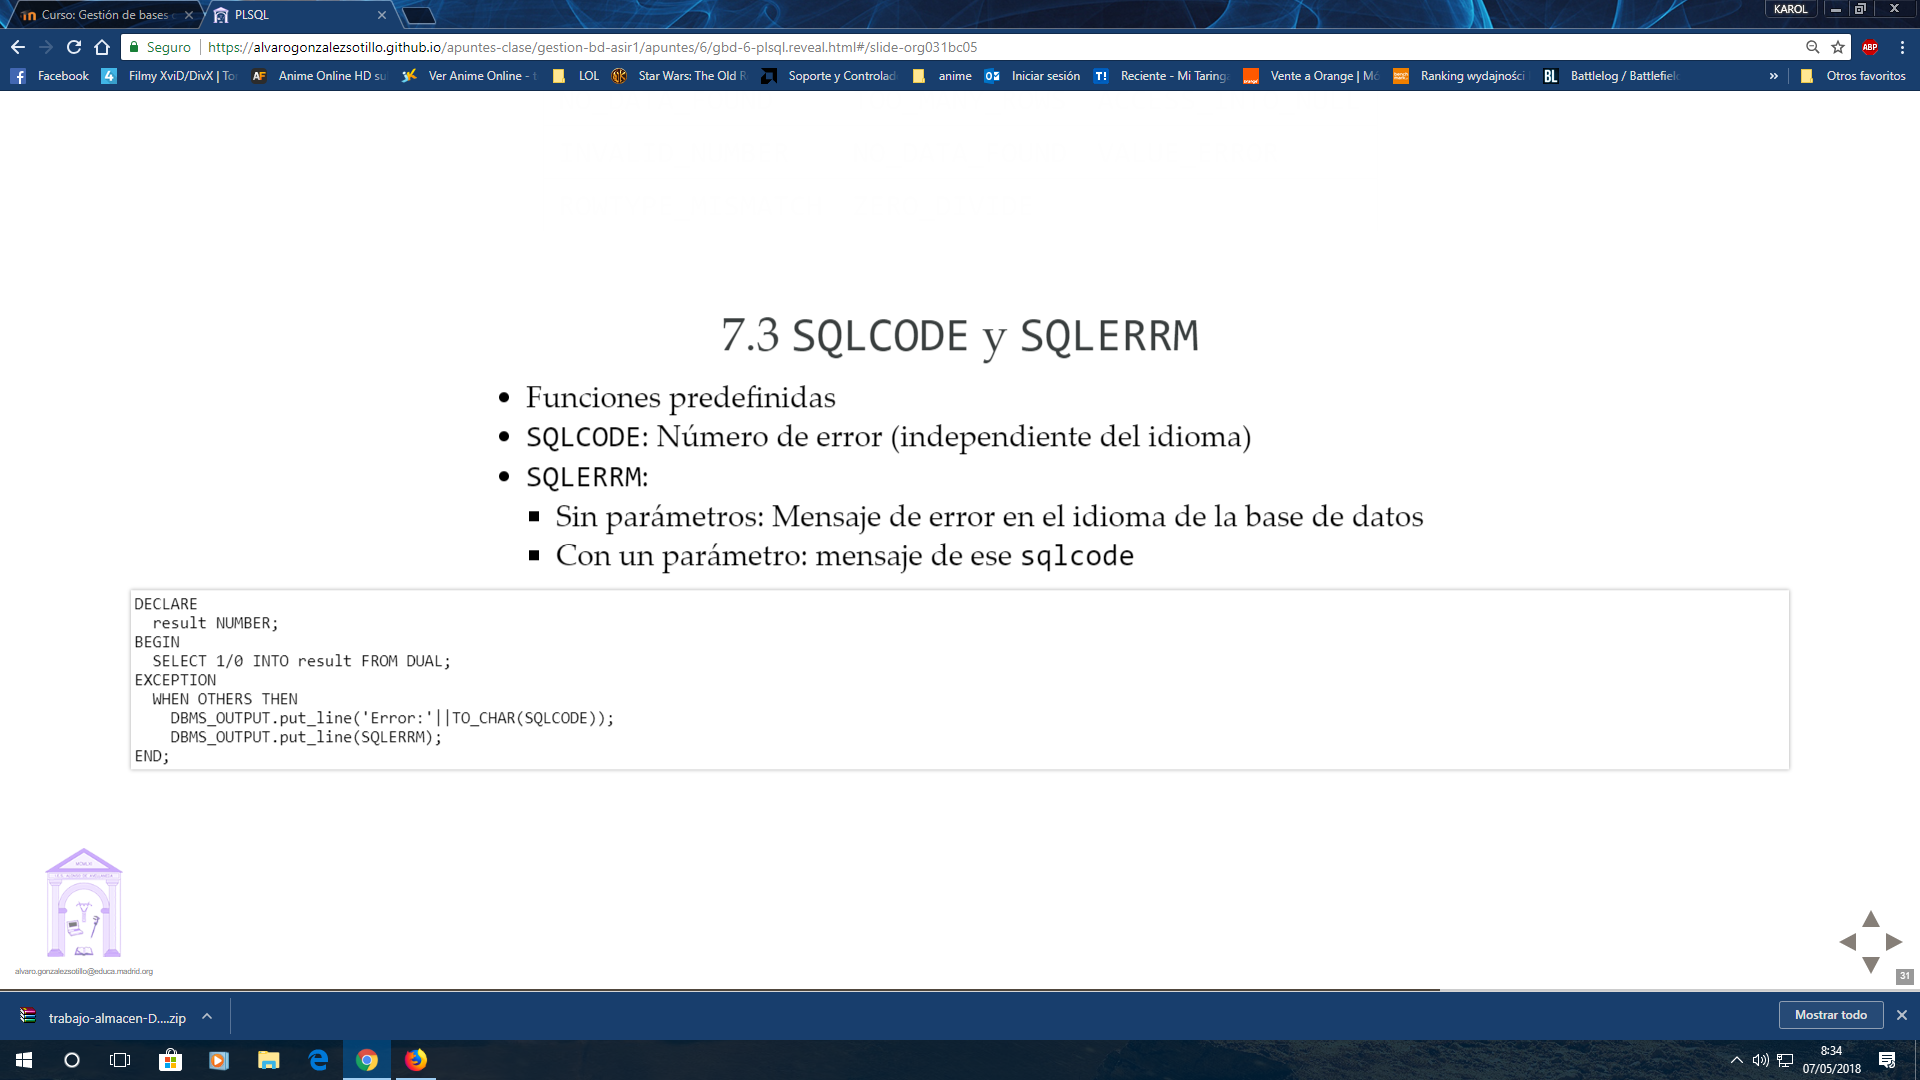 Curso: Gestión de bases
PLSQL
KAROL
Seguro
https://alvarogonzalezsotillo.github.io/apuntes-clase/gestion-bd-asir1/apuntes/6/gbd-6-plsql.reveal.html#/slide-org031bc05
ABP
Facebook
Filmy XviD/DivX | To
Anime Online HD su
Ver Anime Online -
LOL
Star Wars: The Old R
Soporte y Controlad
anime
Iniciar sesión
Reciente - Mi Taringa
Vente a Orange | Mó
Ranking wydajności
Battlelog / Battlefiel
»
Otros favoritos
7.3 SQLCODE y SQLERRM
• Funciones predefinidas
• SQLCODE: Número de error (independiente del idioma)
• SQLERRM:
▪ Sin parámetros: Mensaje de error en el idioma de la base de datos
▪ Con un parámetro: mensaje de ese sqlcode
DECLARE
result NUMBER;
BEGIN
SELECT 1/0 INTO result FROM DUAL;
EXCEPTION
WHEN OTHERS THEN
DBMS_OUTPUT.put_line('Error:'||TO_CHAR(SQLCODE));
DBMS_OUTPUT.put_line(SQLERRM);
END;
alvaro.gonzalezsotillo@educa.madrid.org
31
trabajo-almacen-D....zip
Mostrar todo
8:34
07/05/2018